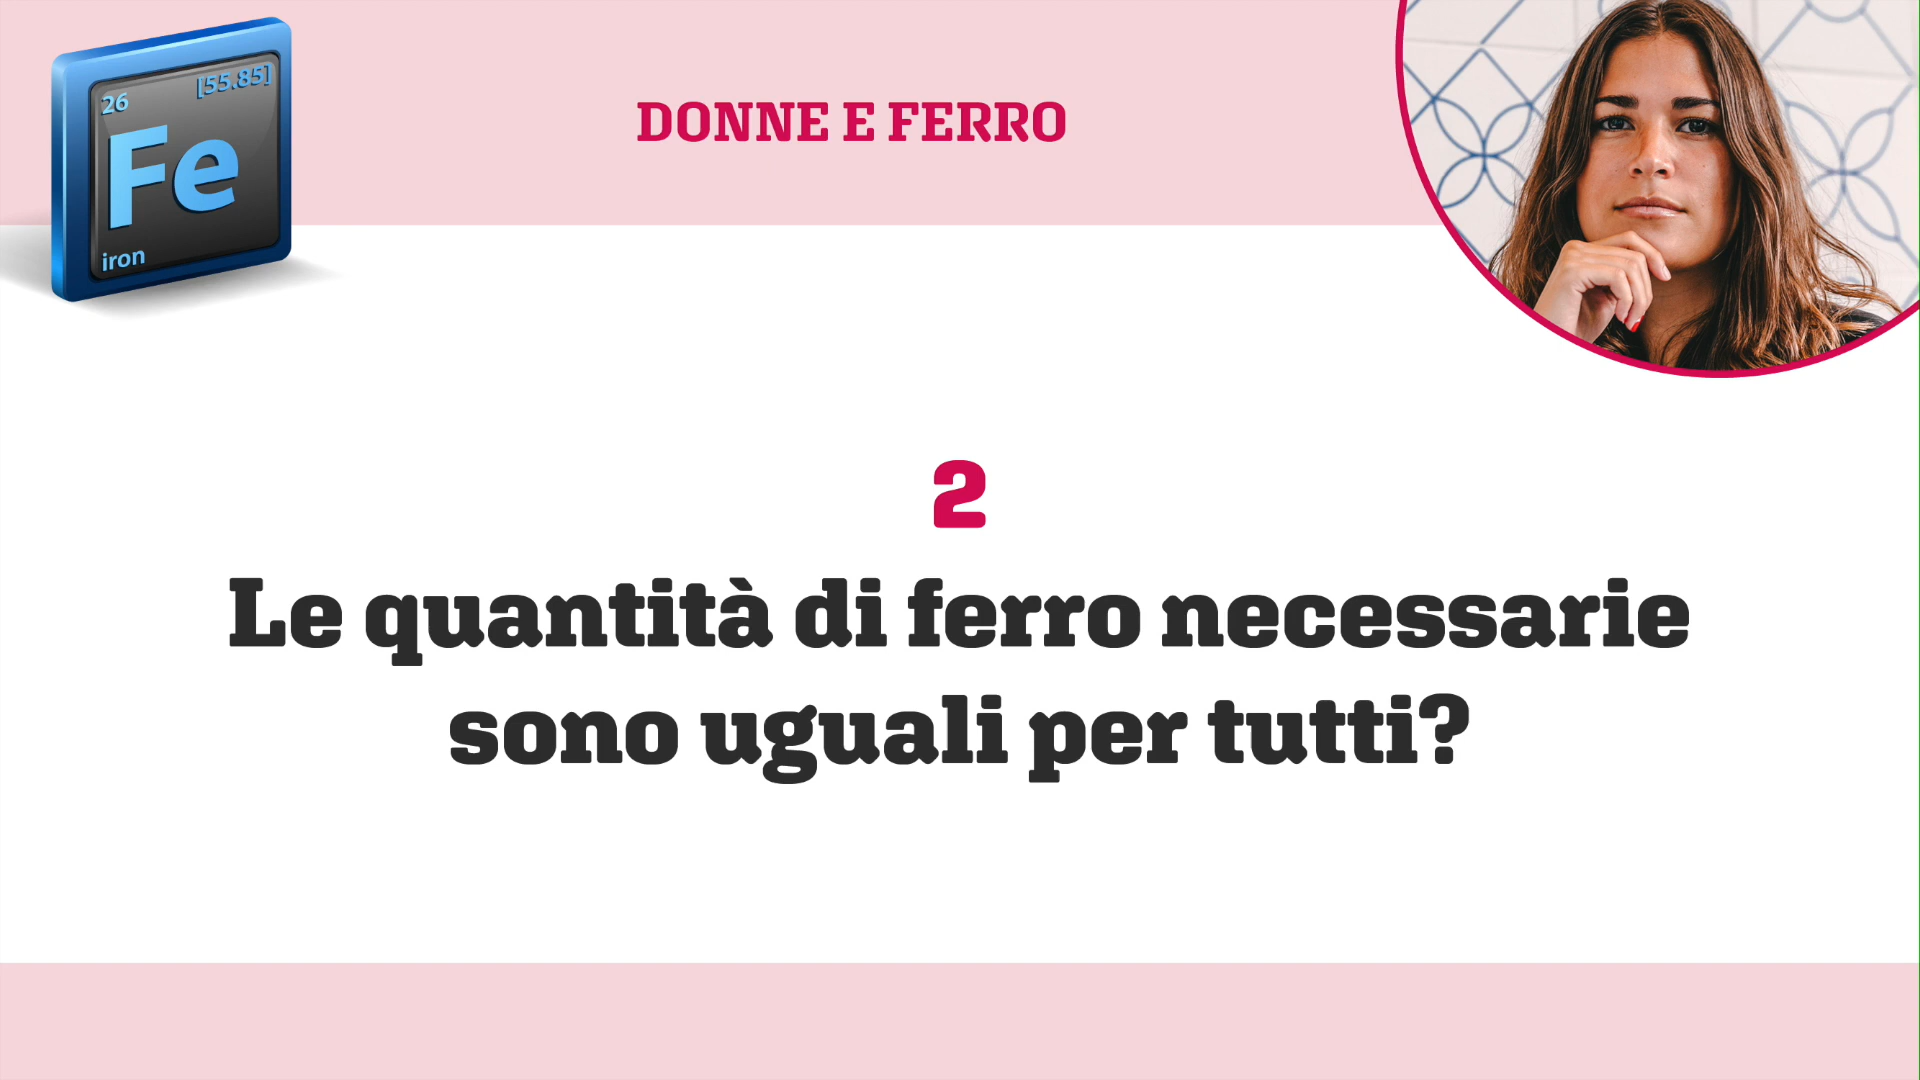 26
[55.85]
Fe
iron
DONNE E FERRO
2
Le quantità di ferro necessarie
sono uguali per tutti?